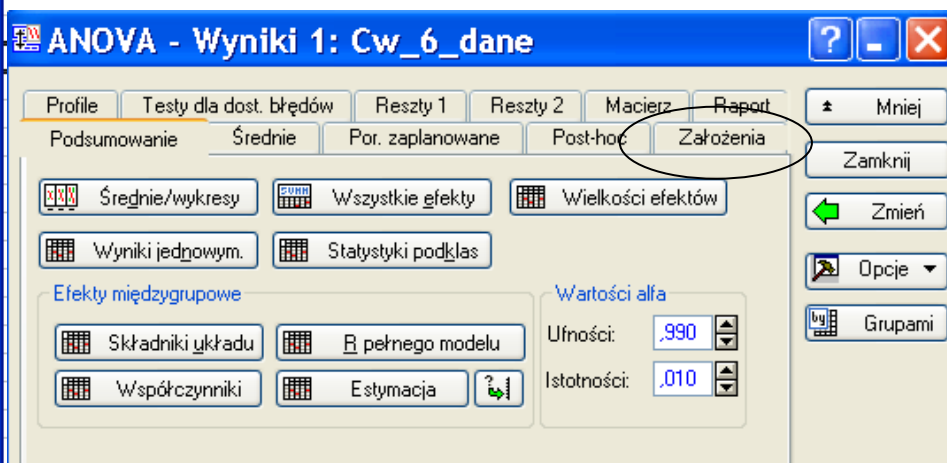 ANOVA - Wyniki 1: Cw_6_dane
Profile Testy dla dost. błędów Reszty 1 Reszty 2 Macierz Raport
Podsumowanie Średnie Por. zaplanowane Post-hoc Założenia
Średnie/wykresy Wszystkie efekty Wielkości efektów
Wyniki jednowym. Statystyki podklas
Efekty międzygrupowe
Składniki układu R pełnego modelu
Współczynniki Estymacja
Wartości alfa
Ufności: ,990
Istotności: ,010
Mniej
Zamknij
Zmień
Opcje
Grupami